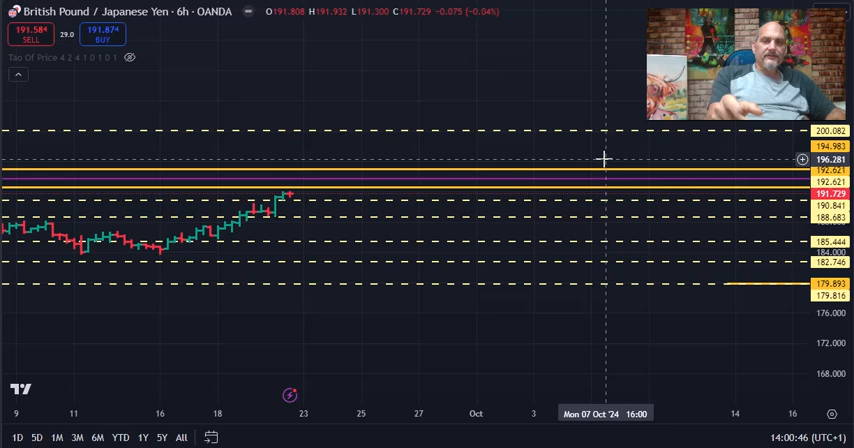 British Pound / Japanese Yen · 6h · OANDA O191.808 H191.932 L191.300 C191.729 -0.075 (-0.04%)
191.584 29.0 191.874
SELL BUY
Tao Of Price 4 2 4 1 0 1 0 1
200.082
194.983
196.281
192.621
192.621
191.729
190.841
188.683
185.444
184.000
182.746
179.893
179.816
176.000
172.000
168.000
9 11 16 18 23 25 27 Oct 3 Mon 07 Oct '24 16:00 14 16
1D 5D 1M 3M 6M YTD 1Y 5Y All 14:00:46 (UTC+1)